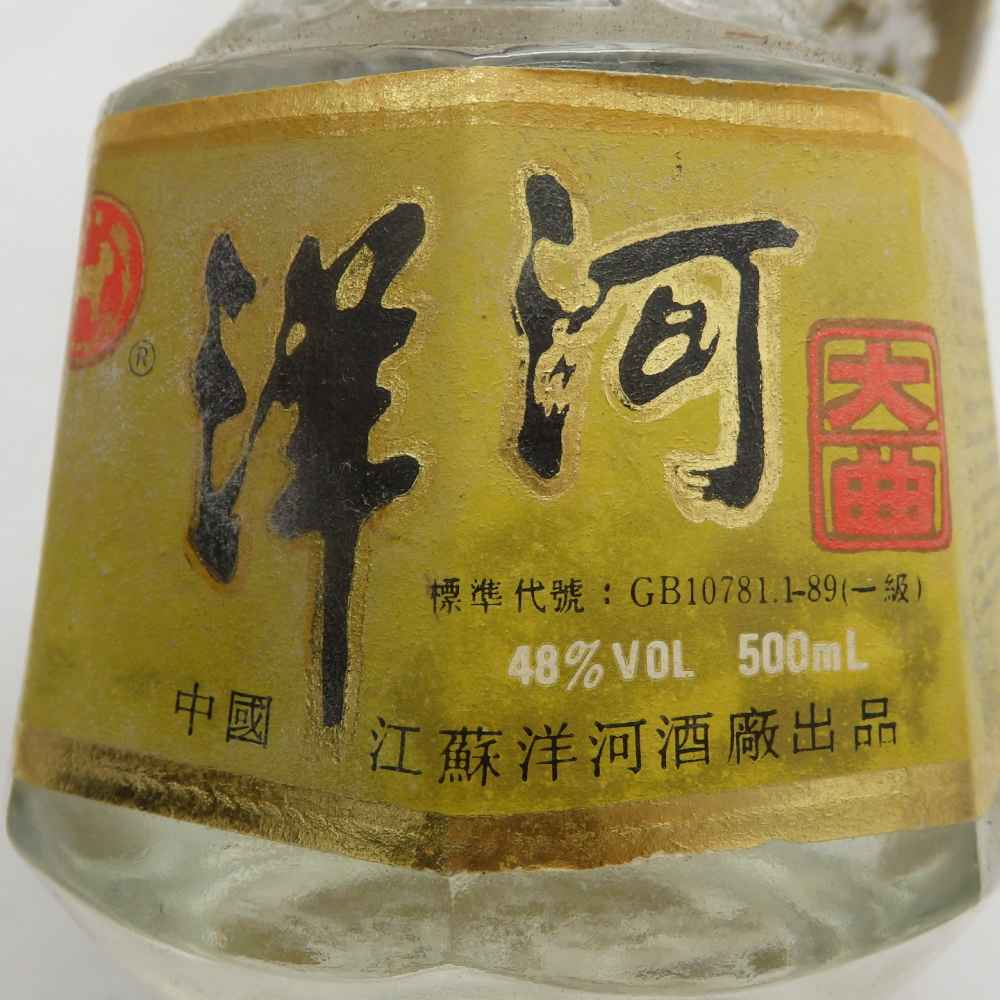 洋河
大曲
®
標準代號：GB10781.1-89(一級)
48%VOL 500mL
中國 江蘇洋河酒廠出品